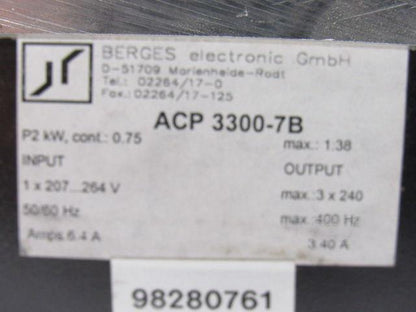 BERGES electronic GmbH
D-51709 Marienheide-Rodt
Tel.: 02264/17-0
Fax.: 02264/17-125
ACP 3300-7B
P2 kW, cont.: 0.75 max.: 1.38
INPUT OUTPUT
1 x 207...264 V max.: 3 x 240
50/60 Hz max. 400 Hz
Amps. 6.4 A 3.40 A
98280761